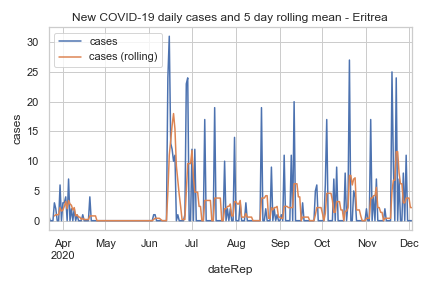 New COVID-19 daily cases and 5 day rolling mean - Eritrea
cases
cases (rolling)
30
25
20
15
10
5
0
cases
Apr May Jun Jul Aug Sep Oct Nov Dec
2020
dateRep